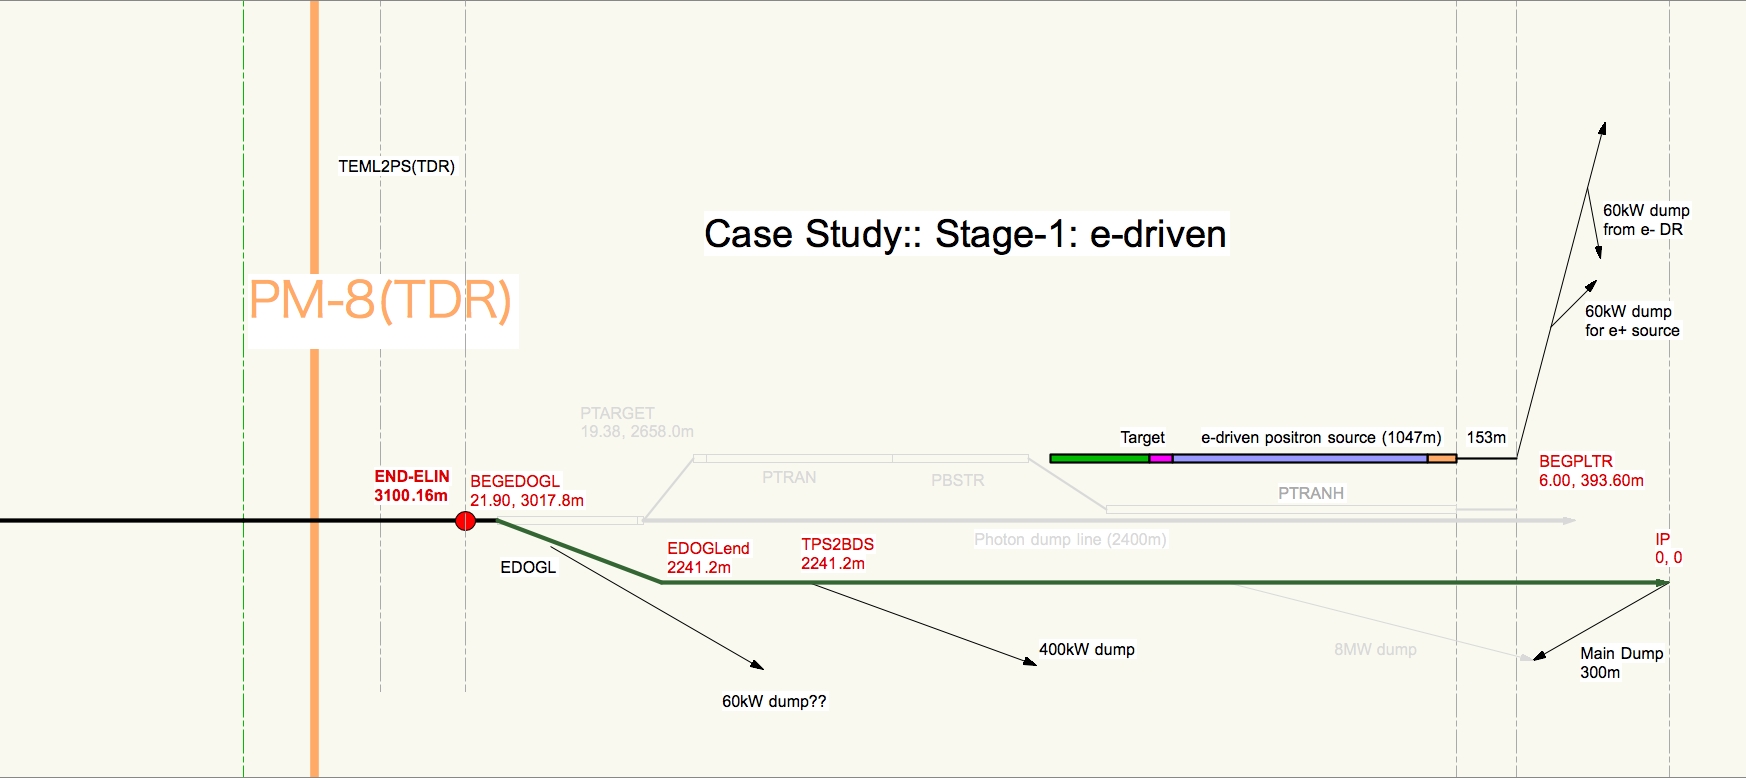 TEML2PS(TDR)
Case Study:: Stage-1: e-driven
60kW dump
from e- DR
PM-8(TDR)
60kW dump
for e+ source
PTARGET
19.38, 2658.0m
Target
e-driven positron source (1047m)
153m
END-ELIN
3100.16m
BEGEDOGL
21.90, 3017.8m
PTRAN
PBSTR
PTRANH
BEGPLTR
6.00, 393.60m
Photon dump line (2400m)
EDOGL
EDOGLend
2241.2m
TPS2BDS
2241.2m
IP
0, 0
60kW dump??
400kW dump
8MW dump
Main Dump
300m